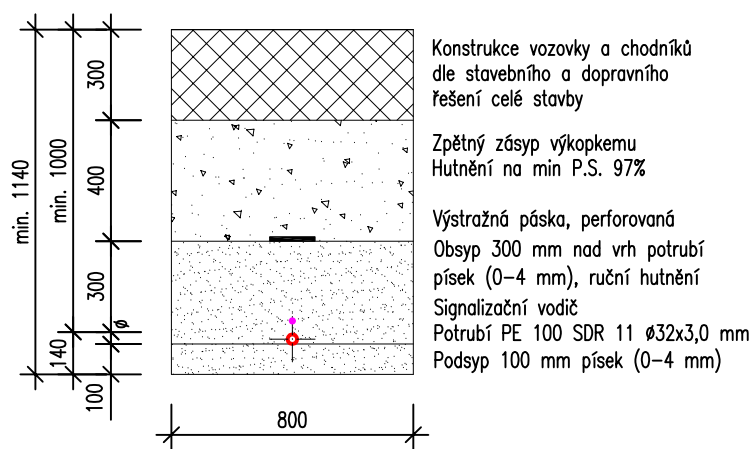 Konstrukce vozovky a chodníků
dle stavebního a dopravního
řešení celé stavby
Zpětný zásyp výkopkemu
Hutnění na min P.S. 97%
Výstražná páska, perforovaná
Obsyp 300 mm nad vrh potrubí
písek (0-4 mm), ruční hutnění
Signalizační vodič
Potrubí PE 100 SDR 11 ø32x3,0 mm
Podsyp 100 mm písek (0-4 mm)
min. 1140
min. 1000
140
300
400
300
ø
100
800